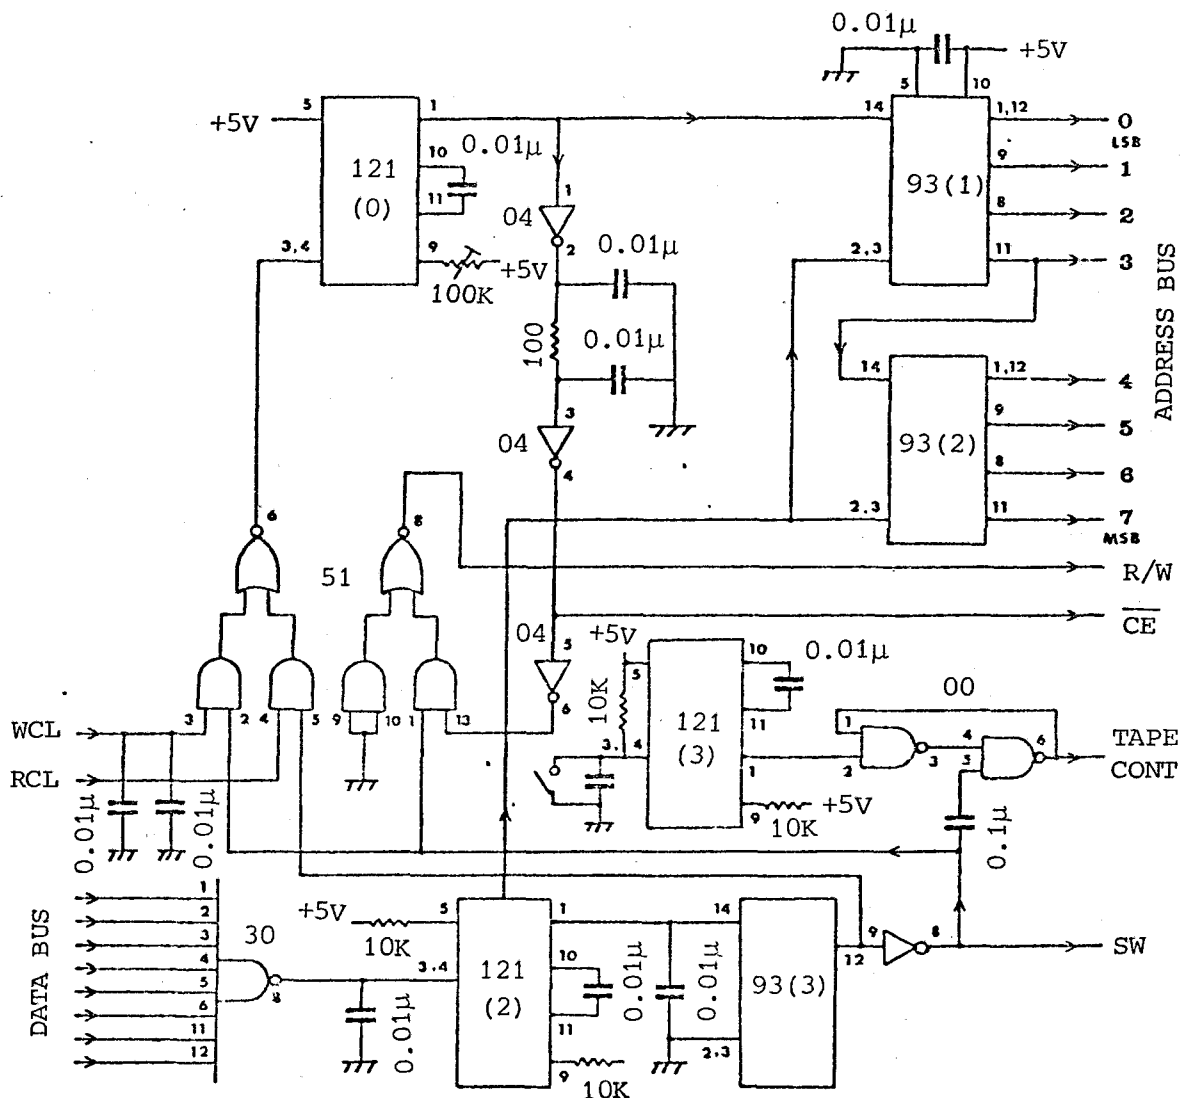 0.01µ
+5V
5
10
5
1
14
1,12
0
LSB
+5V
10
0.01µ
9
1
121
(0)
11
93(1)
8
2
04
1
2
0.01µ
3,4
9
+5V
100K
2,3
11
3
ADDRESS BUS
100
0.01µ
14
1,12
4
3
9
5
04
4
93(2)
8
6
2,3
11
7
MSB
6
8
51
R/W
CE
04
5
6
+5V
5
10
0.01µ
10K
121
(3)
11
00
3
2
4
5
9
10
1
13
WCL
RCL
3,
4
1
1
2
3
4
5
6
TAPE
CONT
9
10K
+5V
0.01µ
0.01µ
0.1µ
DATA BUS
1
2
3
4
5
6
11
12
30
8
+5V
10K
5
1
14
3,4
121
(2)
10
11
0.01µ
0.01µ
0.01µ
9
10K
93(3)
2,3
12
9
8
SW